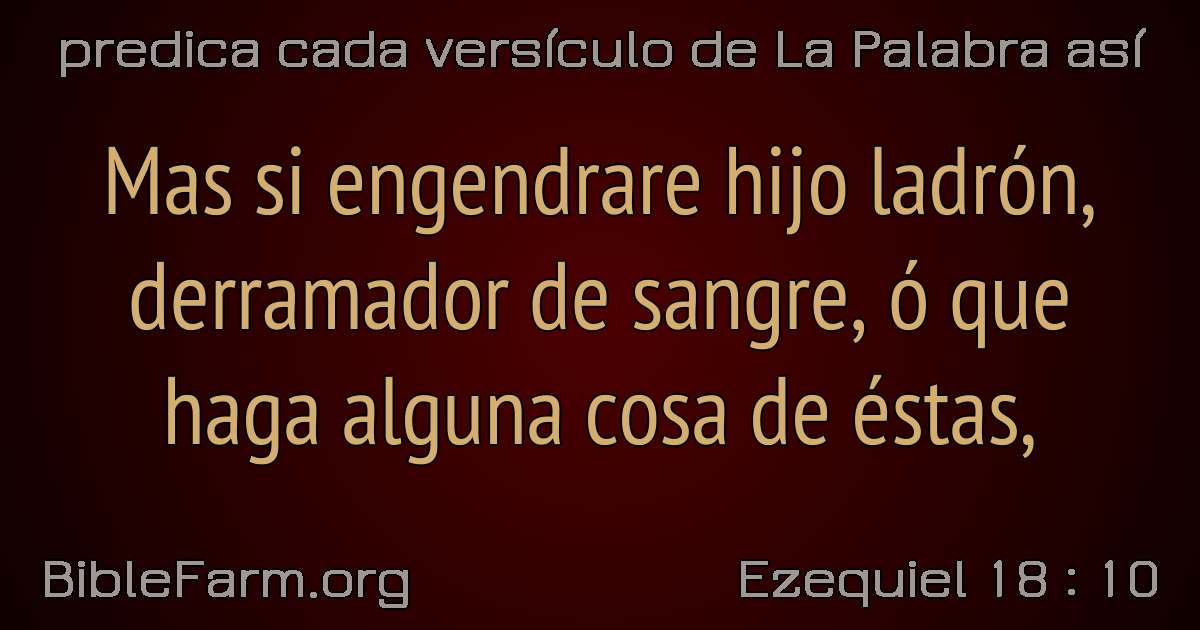 predica cada versículo de La Palabra así
Mas si engendrare hijo ladrón,
derramador de sangre, ó que
haga alguna cosa de éstas,
BibleFarm.org
Ezequiel 18 : 10